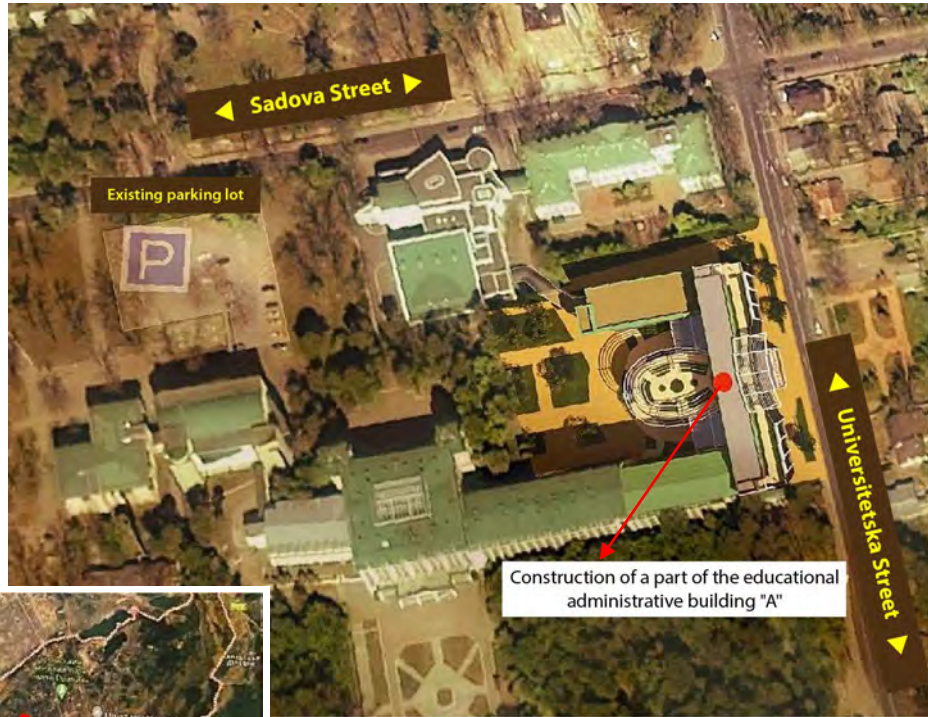 Sadova Street
Existing parking lot
P
Universitetska Street
Construction of a part of the educational
administrative building "A"